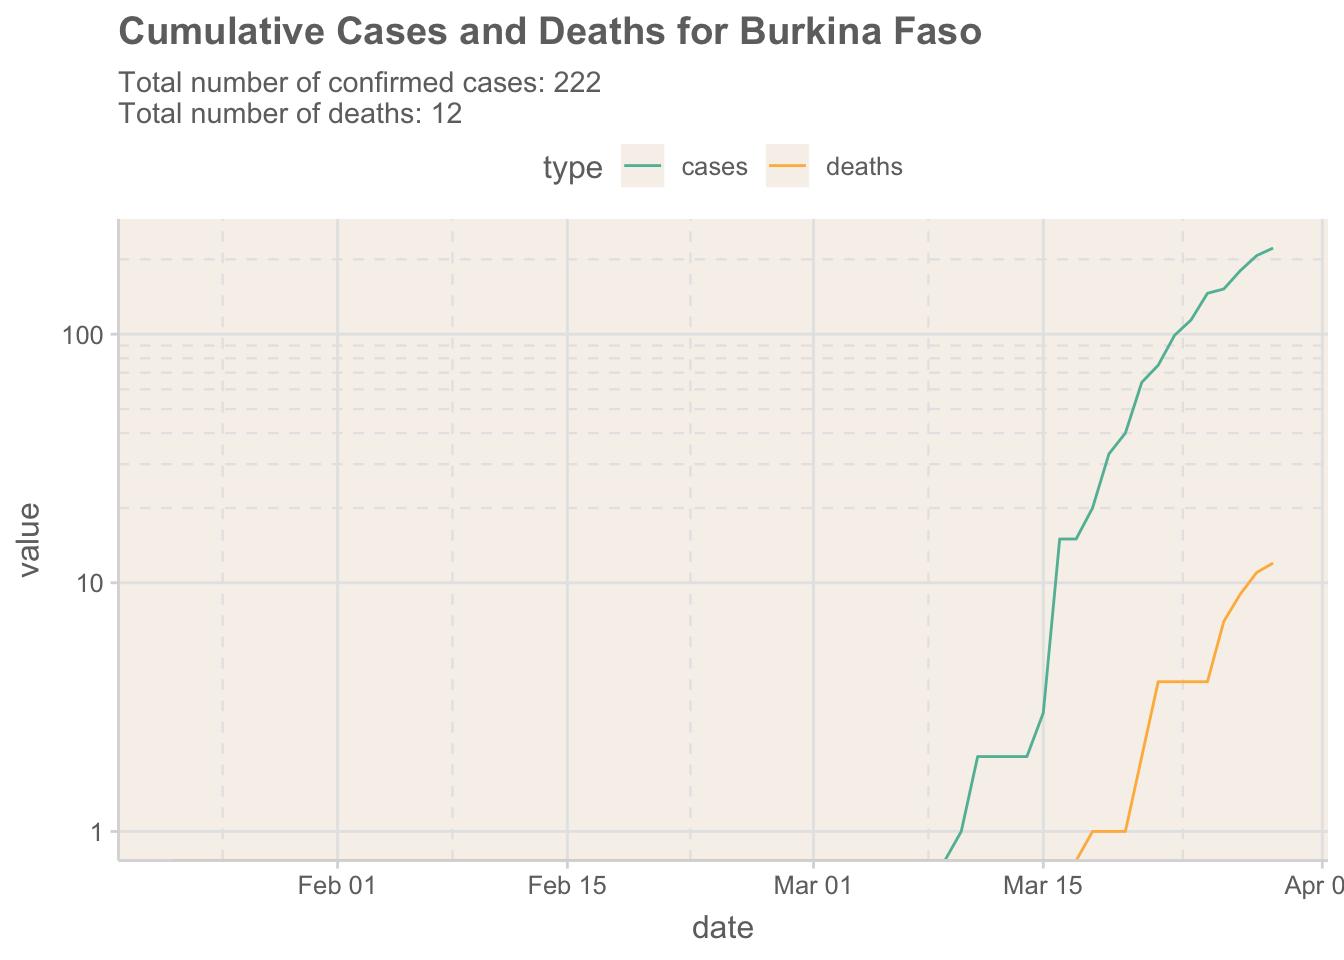 Cumulative Cases and Deaths for Burkina Faso
Total number of confirmed cases: 222
Total number of deaths: 12
type cases deaths
100
10
1
value
Feb 01 Feb 15 Mar 01 Mar 15 Apr 0
date